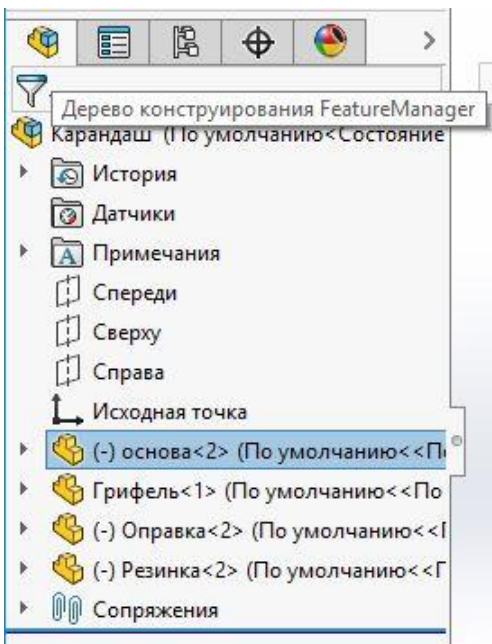 Дерево конструирования FeatureManager
Карандаш (По умолчанию<Состояние
История
Датчики
Примечания
Спереди
Сверху
Справа
Исходная точка
(-) основа<2> (По умолчанию<<П
Грифель<1> (По умолчанию<<По
(-) Оправка<2> (По умолчанию<<
(-) Резинка<2> (По умолчанию<<Г
Сопряжения